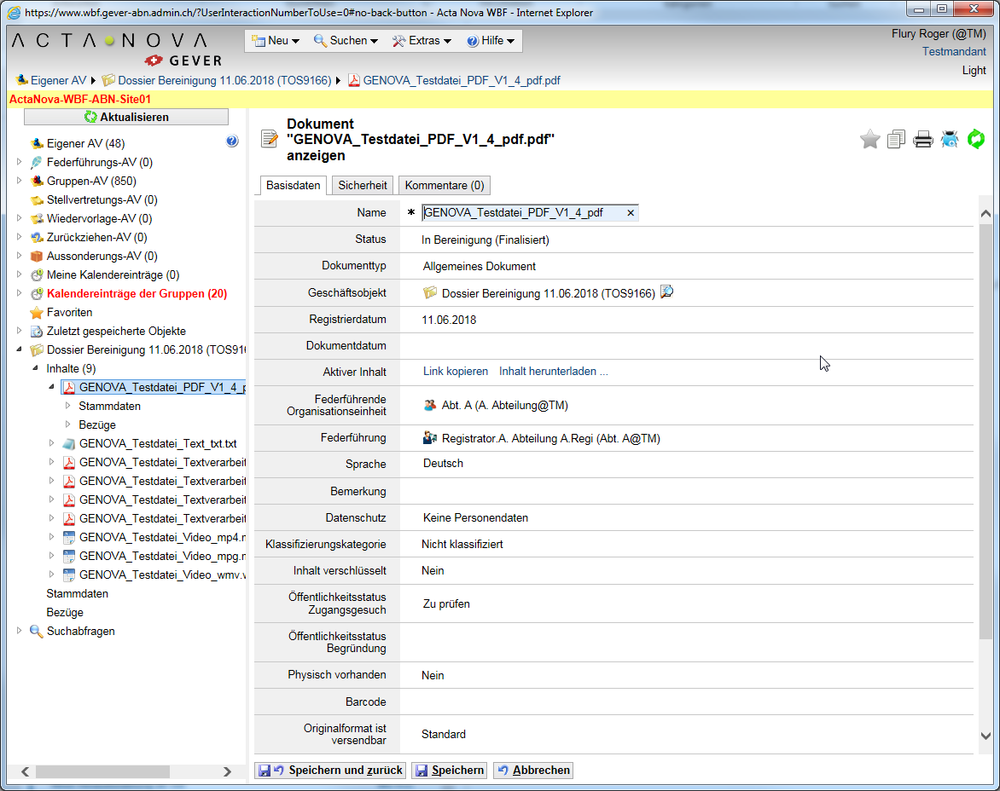 https://www.wbf.gever-abn.admin.ch/?UserInteractionNumberToUse=0#no-back-button - Acta Nova WBF - Internet Explorer
ACTA NOVA
GEVER
Neu
Suchen
Extras
Hilfe
Flury Roger (@TM)
Testmandant
Light
Eigener AV
Dossier Bereinigung 11.06.2018 (TOS9166)
GENOVA_Testdatei_PDF_V1_4_pdf.pdf
ActaNova-WBF-ABN-Site01
Aktualisieren
Eigener AV (48)
Federführungs-AV (0)
Gruppen-AV (850)
Stellvertretungs-AV (0)
Wiedervorlage-AV (0)
Zurückziehen-AV (0)
Aussonderungs-AV (0)
Meine Kalendereinträge (0)
Kalendereinträge der Gruppen (20)
Favoriten
Zuletzt gespeicherte Objekte
Dossier Bereinigung 11.06.2018 (TOS916
Inhalte (9)
GENOVA_Testdatei_PDF_V1_4_p
Stammdaten
Bezüge
GENOVA_Testdatei_Text_txt.txt
GENOVA_Testdatei_Textverarbeit
GENOVA_Testdatei_Textverarbeit
GENOVA_Testdatei_Textverarbeit
GENOVA_Testdatei_Textverarbeit
GENOVA_Testdatei_Video_mp4.m
GENOVA_Testdatei_Video_mpg.m
GENOVA_Testdatei_Video_wmv.w
Stammdaten
Bezüge
Suchabfragen
Dokument
"GENOVA_Testdatei_PDF_V1_4_pdf.pdf"
anzeigen
Basisdaten
Sicherheit
Kommentare (0)
Name * GENOVA_Testdatei_PDF_V1_4_pdf
Status In Bereinigung (Finalisiert)
Dokumenttyp Allgemeines Dokument
Geschäftsobjekt Dossier Bereinigung 11.06.2018 (TOS9166)
Registrierdatum 11.06.2018
Dokumentdatum
Aktiver Inhalt Link kopieren Inhalt herunterladen ...
Federführende
Organisationseinheit Abt. A (A. Abteilung@TM)
Federführung Registrator.A. Abteilung A.Regi (Abt. A@TM)
Sprache Deutsch
Bemerkung
Datenschutz Keine Personendaten
Klassifizierungskategorie Nicht klassifiziert
Inhalt verschlüsselt Nein
Öffentlichkeitsstatus
Zugangsgesuch Zu prüfen
Öffentlichkeitsstatus
Begründung
Physisch vorhanden Nein
Barcode
Originalformat ist
versendbar Standard
Speichern und zurück
Speichern
Abbrechen